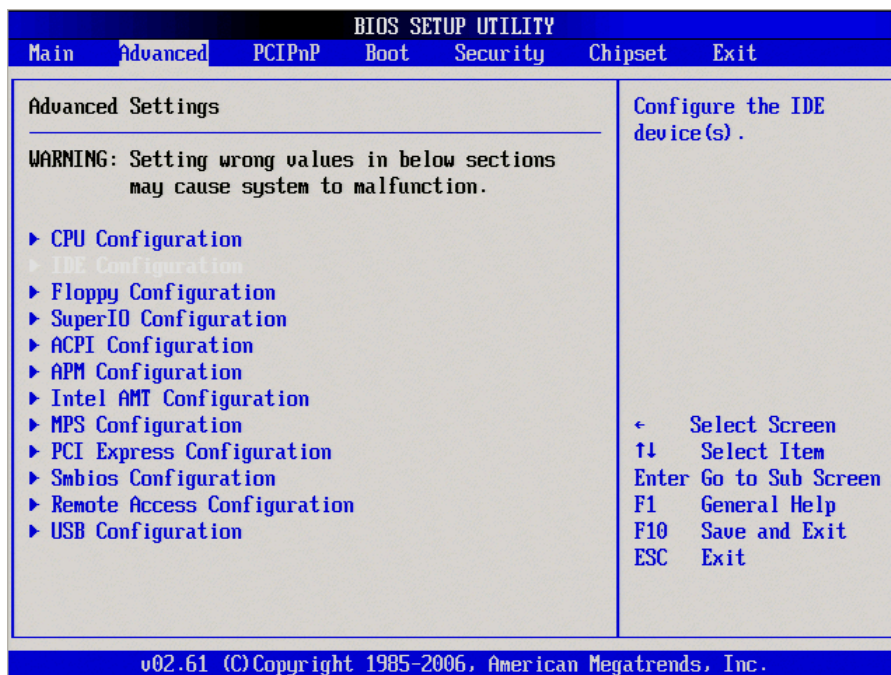 BIOS SETUP UTILITY
Main Advanced PCIPnP Boot Security Chipset Exit
Advanced Settings
WARNING: Setting wrong values in below sections
may cause system to malfunction.
▶ CPU Configuration
▶ IDE Configuration
▶ Floppy Configuration
▶ SuperIO Configuration
▶ ACPI Configuration
▶ APM Configuration
▶ Intel AMT Configuration
▶ MPS Configuration
▶ PCI Express Configuration
▶ Smbios Configuration
▶ Remote Access Configuration
▶ USB Configuration
Configure the IDE
device(s).
← Select Screen
↑↓ Select Item
Enter Go to Sub Screen
F1 General Help
F10 Save and Exit
ESC Exit
v02.61 (C)Copyright 1985-2006, American Megatrends, Inc.